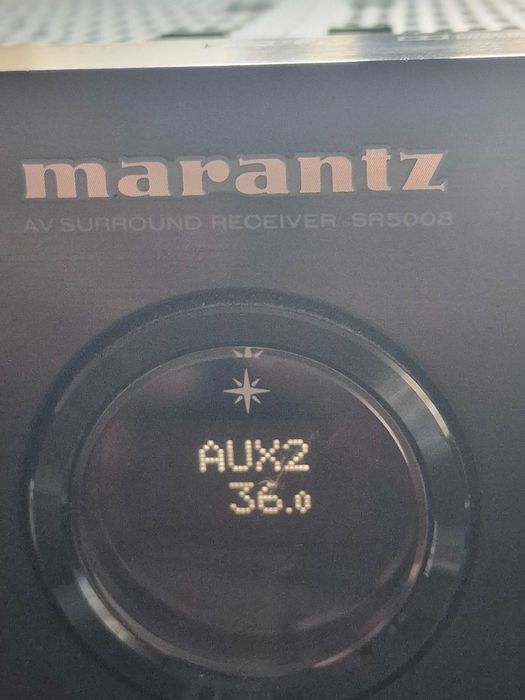 marantz
AV SURROUND RECEIVER SR5008
AUX2
36.0